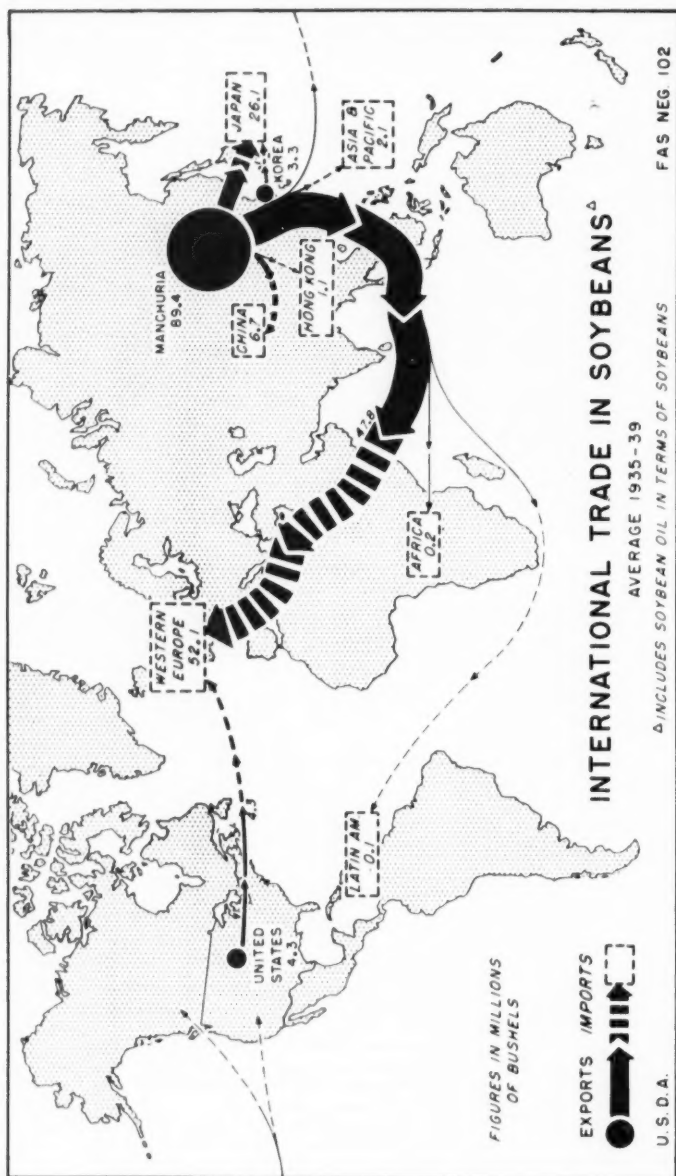 MANCHURIA
89.4
JAPAN
26.1
KOREA
3.3
CHINA
HONG KONG
1.1
ASIA &
PACIFIC
2.1
WESTERN
EUROPE
52.1
47.8
AFRICA
0.2
UNITED
STATES
4.3
4.3
LATIN AM.
0.1
INTERNATIONAL TRADE IN SOYBEANS△
AVERAGE 1935-39
△INCLUDES SOYBEAN OIL IN TERMS OF SOYBEANS
FIGURES IN MILLIONS
OF BUSHELS
EXPORTS IMPORTS
U.S.D.A.
FAS NEG. 102